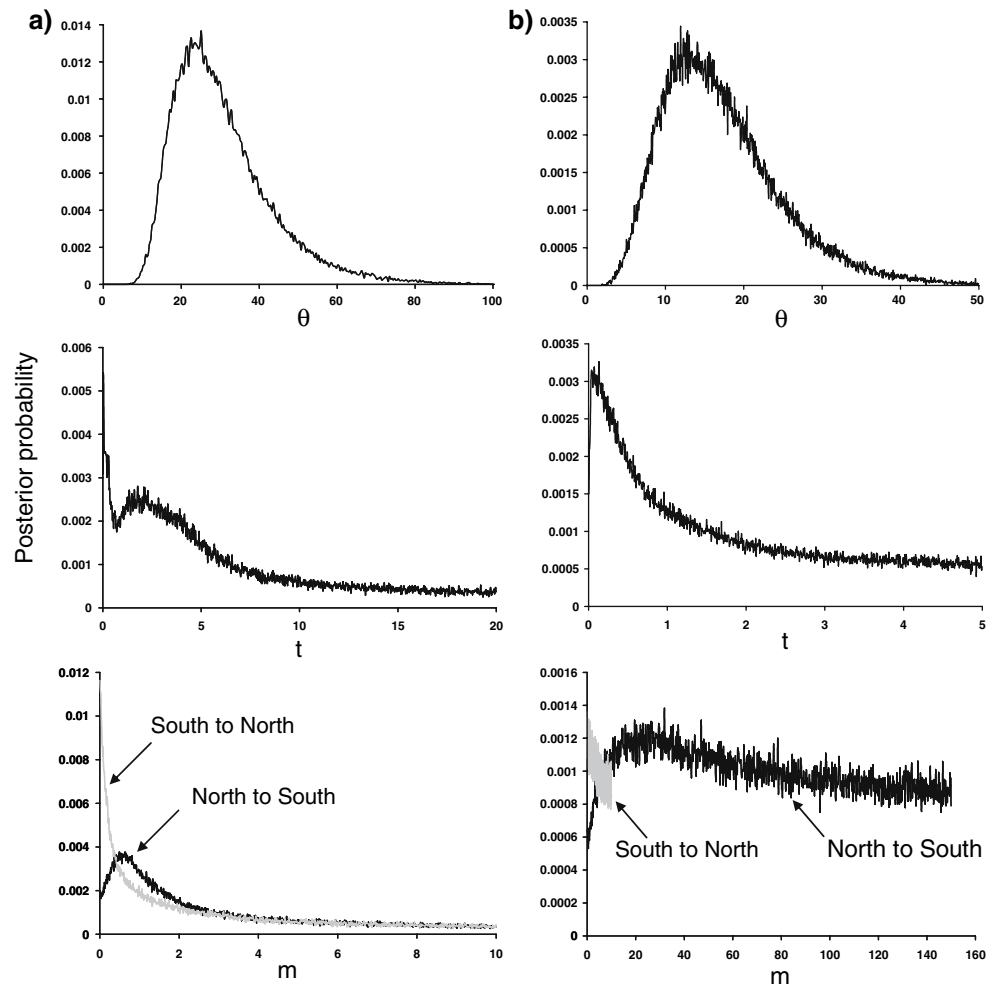 a)
0.014
0.012
0.01
0.008
0.006
0.004
0.002
0
0 20 40 60 80 100
θ
b)
0.0035
0.003
0.0025
0.002
0.0015
0.001
0.0005
0
0 10 20 30 40 50
θ
Posterior probability
0.006
0.005
0.004
0.003
0.002
0.001
0
0 5 10 15 20
t
0.0035
0.003
0.0025
0.002
0.0015
0.001
0.0005
0
0 1 2 3 4 5
t
0.012
0.01
0.008
0.006
0.004
0.002
0
South to North
North to South
0 2 4 6 8 10
m
0.0016
0.0014
0.0012
0.001
0.0008
0.0006
0.0004
0.0002
0
South to North
North to South
0 20 40 60 80 100 120 140 160
m